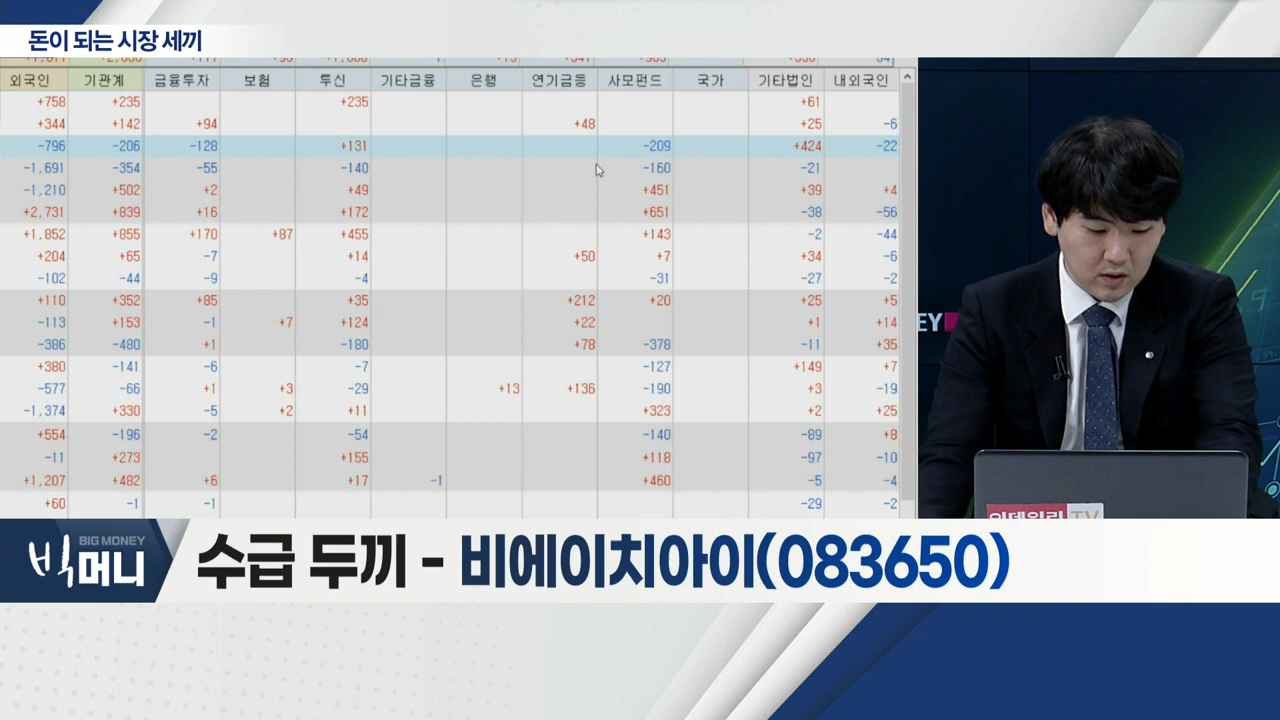 돈이 되는 시장 세끼
외국인 기관계 금융투자 보험 투신 기타금융 은행 연기금등 사모펀드 국가 기타법인 내외국인
+758 +235 +235 +61
+344 +142 +94 +48 +25 -6
-796 -206 -128 +131 -209 +424 -22
-1,691 -354 -55 -140 -160 -21
-1,210 +502 +2 +49 +451 +39 +4
+2,731 +839 +16 +172 +651 -38 -56
+1,852 +855 +170 +87 +455 +143 -2 -44
+204 +65 -7 +14 +50 +7 +34 -6
-102 -44 -9 -4 -31 -27 -2
+110 +352 +85 +35 +212 +20 +25 +5
-113 +153 -1 +7 +124 +22 +1 +14
-386 -480 +1 -180 +78 -378 -11 +35
+380 -141 -6 -7 -127 +149 +7
-577 -66 +1 +3 -29 +13 +136 -190 +3 -19
-1,374 +330 -5 +2 +11 +323 +2 +25
+554 -196 -2 -54 -140 -89 +8
-11 +273 +155 +118 -97 -10
+1,207 +482 +6 +17 -1 +460 -5 -4
+60 -1 -1 -29 -2
EY
이데일리 TV
BIG MONEY
빅머니
수급 두끼 - 비에이치아이(083650)